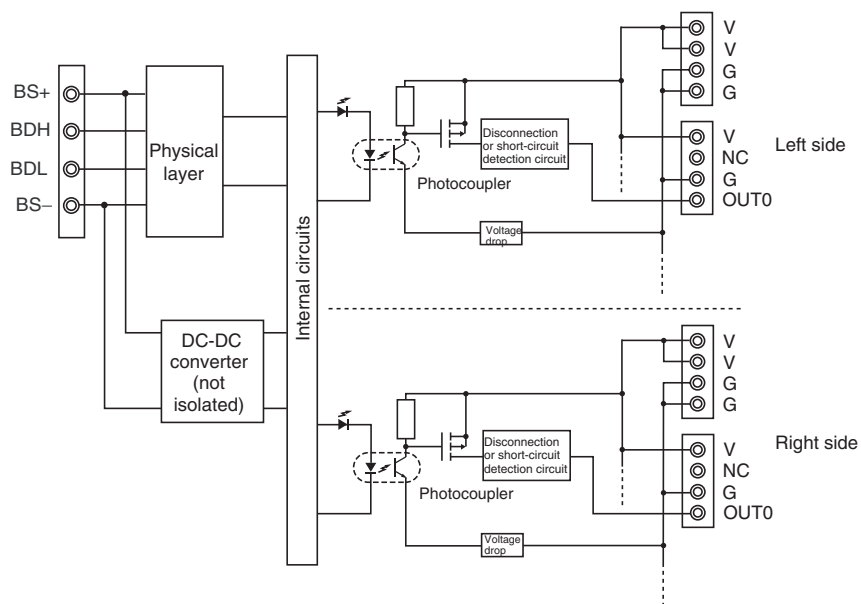 BS+
BDH
BDL
BS–
Physical
layer
DC-DC
converter
(not
isolated)
Internal circuits
Photocoupler
Disconnection
or short-circuit
detection circuit
Voltage
drop
V
V
G
G
V
NC
G
OUT0
Left side
Photocoupler
Disconnection
or short-circuit
detection circuit
Voltage
drop
V
V
G
G
V
NC
G
OUT0
Right side